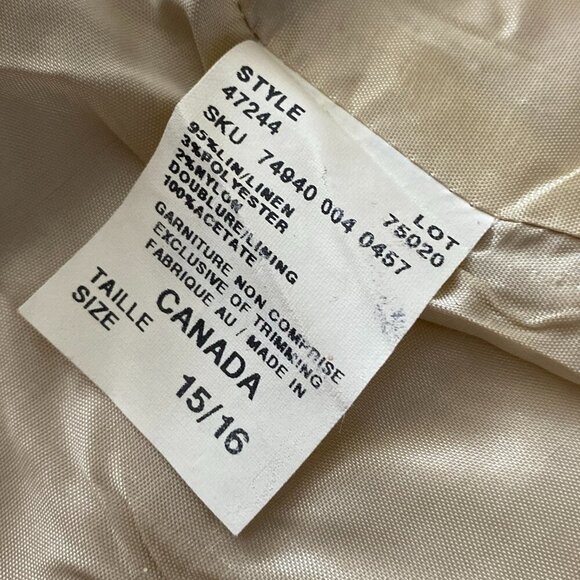 STYLE
47244
LOT
75020
SKU 74940 004 0457
95%LIN/LINEN
3%POLYESTER
2%NYLON
DOUBLURE/LINING
100%ACETATE
GARNITURE NON COMPRISE
EXCLUSIVE OF TRIMMING
FABRIQUE AU / MADE IN
CANADA
TAILLE
SIZE
15/16